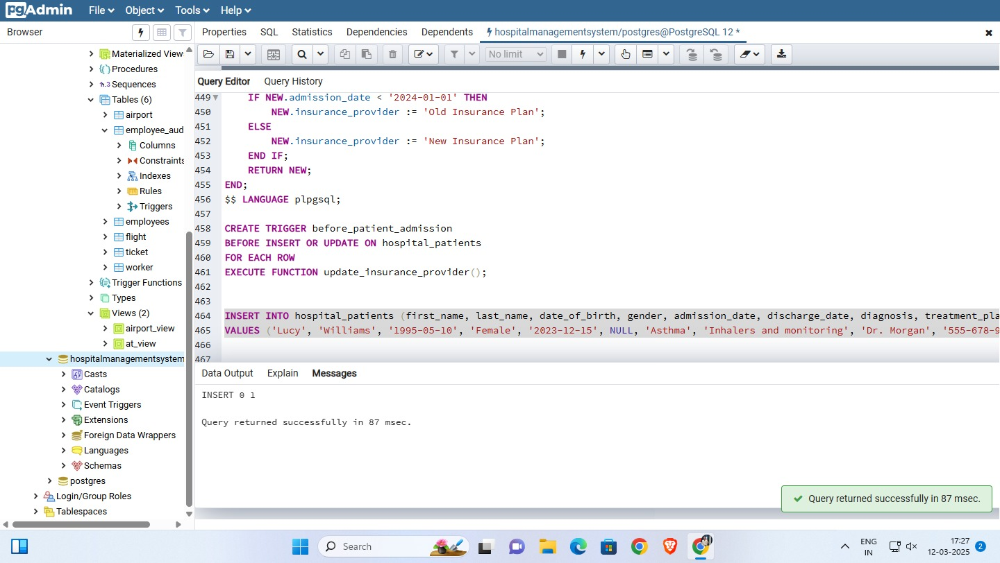 pgAdmin File Object Tools Help
Browser
Properties SQL Statistics Dependencies Dependents hospitalmanagementsystem/postgres@PostgreSQL 12 *
No limit
Materialized View
Procedures
1..3 Sequences
Tables (6)
airport
employee_aud
Columns
Constraints
Indexes
Rules
Triggers
employees
flight
ticket
worker
Trigger Functions
Types
Views (2)
airport_view
at_view
hospitalmanagementsystem
Casts
Catalogs
Event Triggers
Extensions
Foreign Data Wrappers
Languages
Schemas
postgres
Login/Group Roles
Tablespaces
Query Editor Query History
449 IF NEW.admission_date < '2024-01-01' THEN
450 NEW.insurance_provider := 'Old Insurance Plan';
451 ELSE
452 NEW.insurance_provider := 'New Insurance Plan';
453 END IF;
454 RETURN NEW;
455 END;
456 $$ LANGUAGE plpgsql;
457
458 CREATE TRIGGER before_patient_admission
459 BEFORE INSERT OR UPDATE ON hospital_patients
460 FOR EACH ROW
461 EXECUTE FUNCTION update_insurance_provider();
462
463
464 INSERT INTO hospital_patients (first_name, last_name, date_of_birth, gender, admission_date, discharge_date, diagnosis, treatment_pla
465 VALUES ('Lucy', 'Williams', '1995-05-10', 'Female', '2023-12-15', NULL, 'Asthma', 'Inhalers and monitoring', 'Dr. Morgan', '555-678-9
466
467
Data Output Explain Messages
INSERT 0 1
Query returned successfully in 87 msec.
Query returned successfully in 87 msec.
Search
ENG
IN
17:27
12-03-2025
2